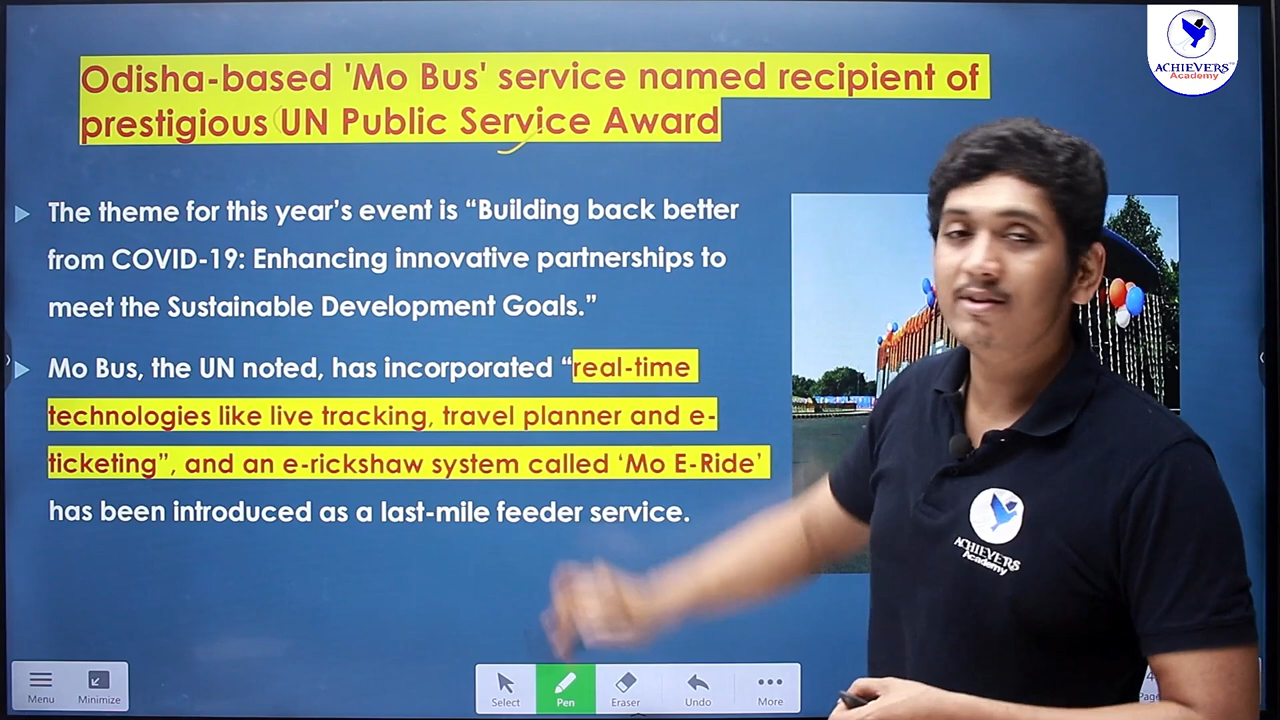 ACHIEVERS
Academy
Odisha-based 'Mo Bus' service named recipient of
prestigious UN Public Service Award
The theme for this year's event is “Building back better
from COVID-19: Enhancing innovative partnerships to
meet the Sustainable Development Goals.”
Mo Bus, the UN noted, has incorporated “real-time
technologies like live tracking, travel planner and e-
ticketing”, and an e-rickshaw system called ‘Mo E-Ride’
has been introduced as a last-mile feeder service.
ACHIEVERS
Academy
Menu
Minimize
Select
Pen
Eraser
Undo
More